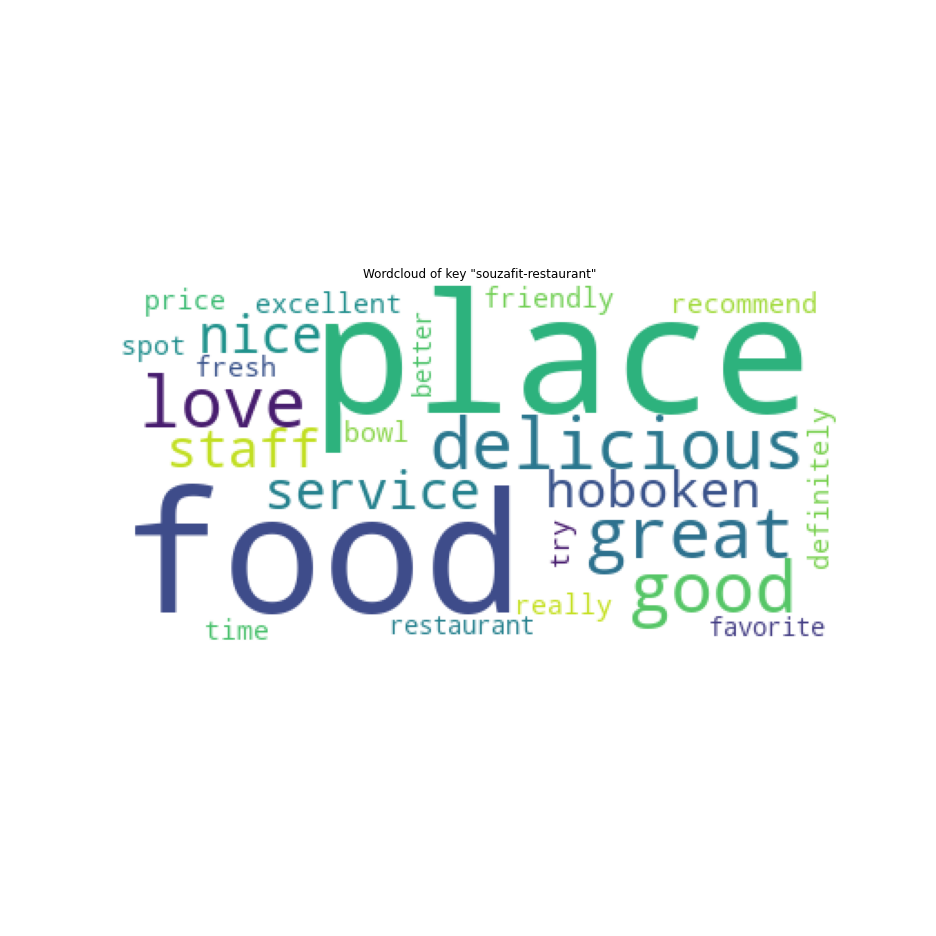 Wordcloud of key "souzafit-restaurant"
price
excellent
friendly
recommend
place
nice
spot
better
fresh
love
bowl
staff
delicious
definitely
service
hoboken
food
great
try
good
really
time
restaurant
favorite